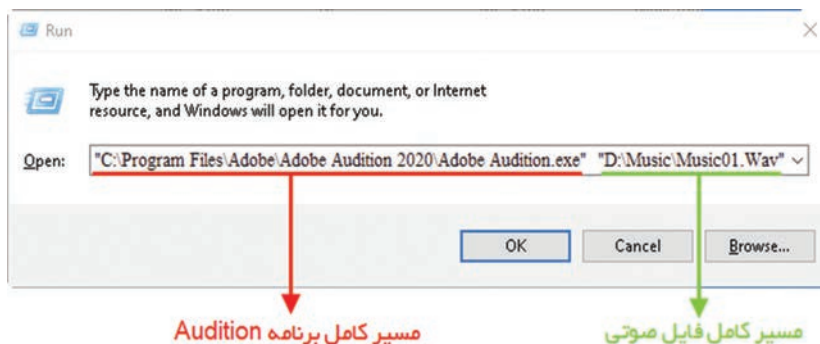 Run
Type the name of a program, folder, document, or Internet
resource, and Windows will open it for you.
Open: "C:\Program Files\Adobe\Adobe Audition 2020\Adobe Audition.exe" "D:\Music\Music01.Wav"
OK Cancel Browse...
مسیر کامل برنامه Audition
مسیر کامل فایل صوتی